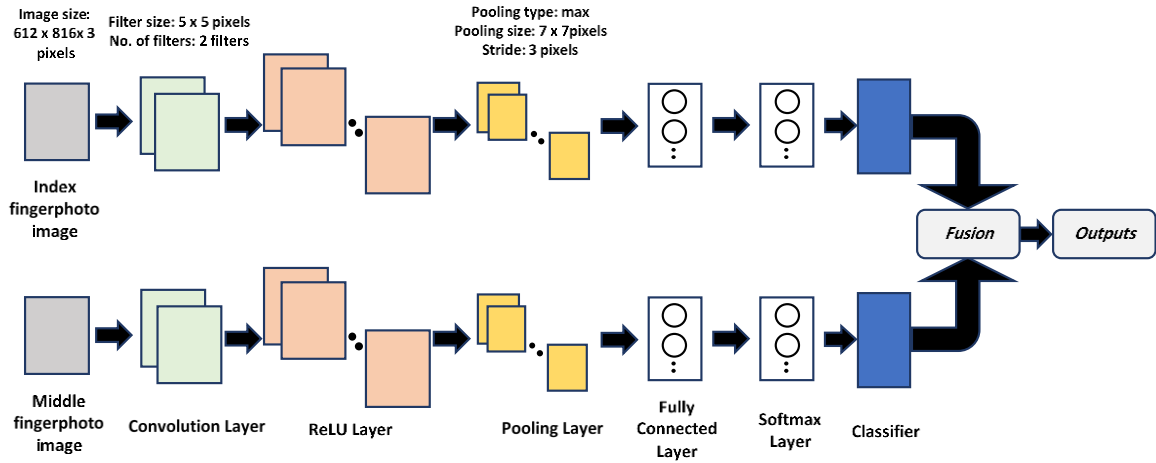 Image size:
612 x 816x 3
pixels
Filter size: 5 x 5 pixels
No. of filters: 2 filters
Pooling type: max
Pooling size: 7 x 7pixels
Stride: 3 pixels
Index
fingerphoto
image
Fusion
Outputs
Middle
fingerphoto
image
Convolution Layer
ReLU Layer
Pooling Layer
Fully
Connected
Layer
Softmax
Layer
Classifier